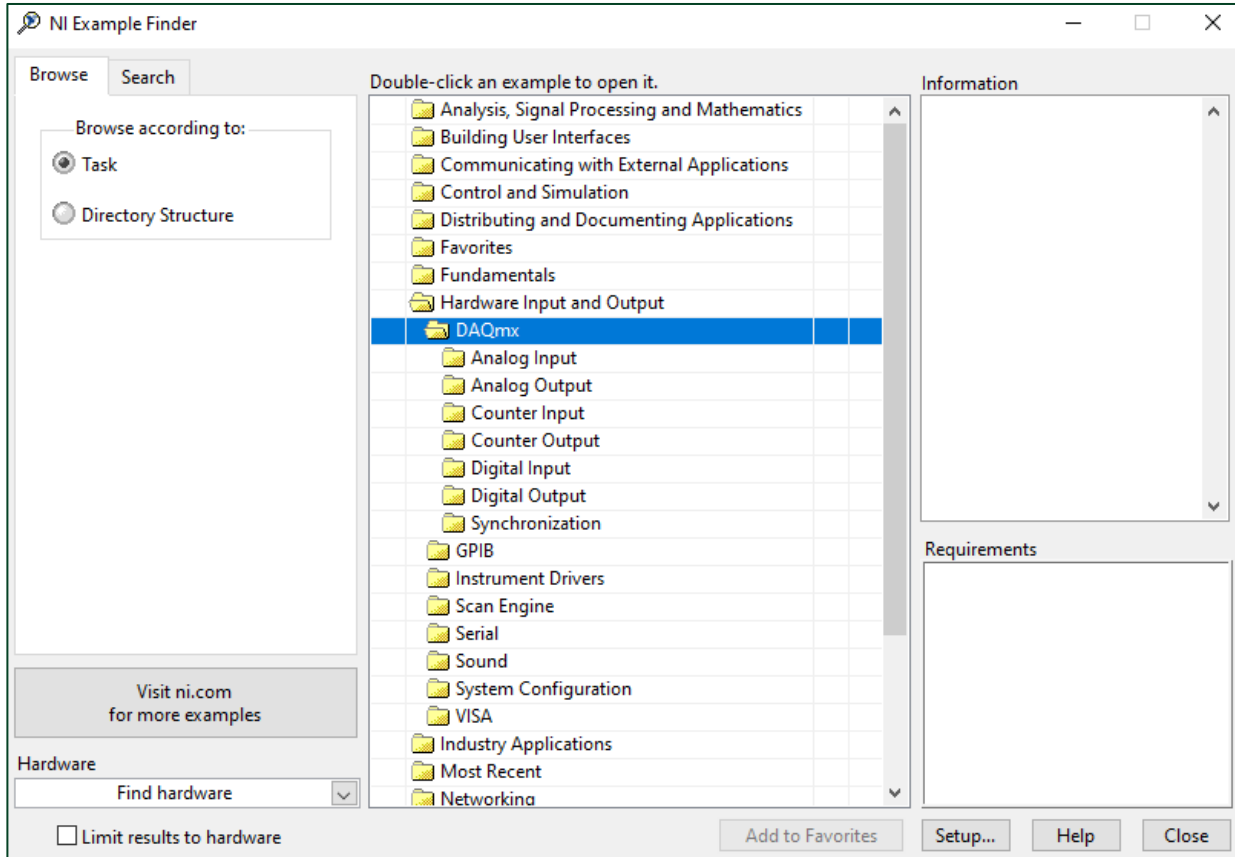 NI Example Finder
Browse
Search
Browse according to:
Task
Directory Structure
Visit ni.com
for more examples
Hardware
Find hardware
Limit results to hardware
Double-click an example to open it.
Analysis, Signal Processing and Mathematics
Building User Interfaces
Communicating with External Applications
Control and Simulation
Distributing and Documenting Applications
Favorites
Fundamentals
Hardware Input and Output
DAQmx
Analog Input
Analog Output
Counter Input
Counter Output
Digital Input
Digital Output
Synchronization
GPIB
Instrument Drivers
Scan Engine
Serial
Sound
System Configuration
VISA
Industry Applications
Most Recent
Networking
Information
Requirements
Add to Favorites
Setup...
Help
Close